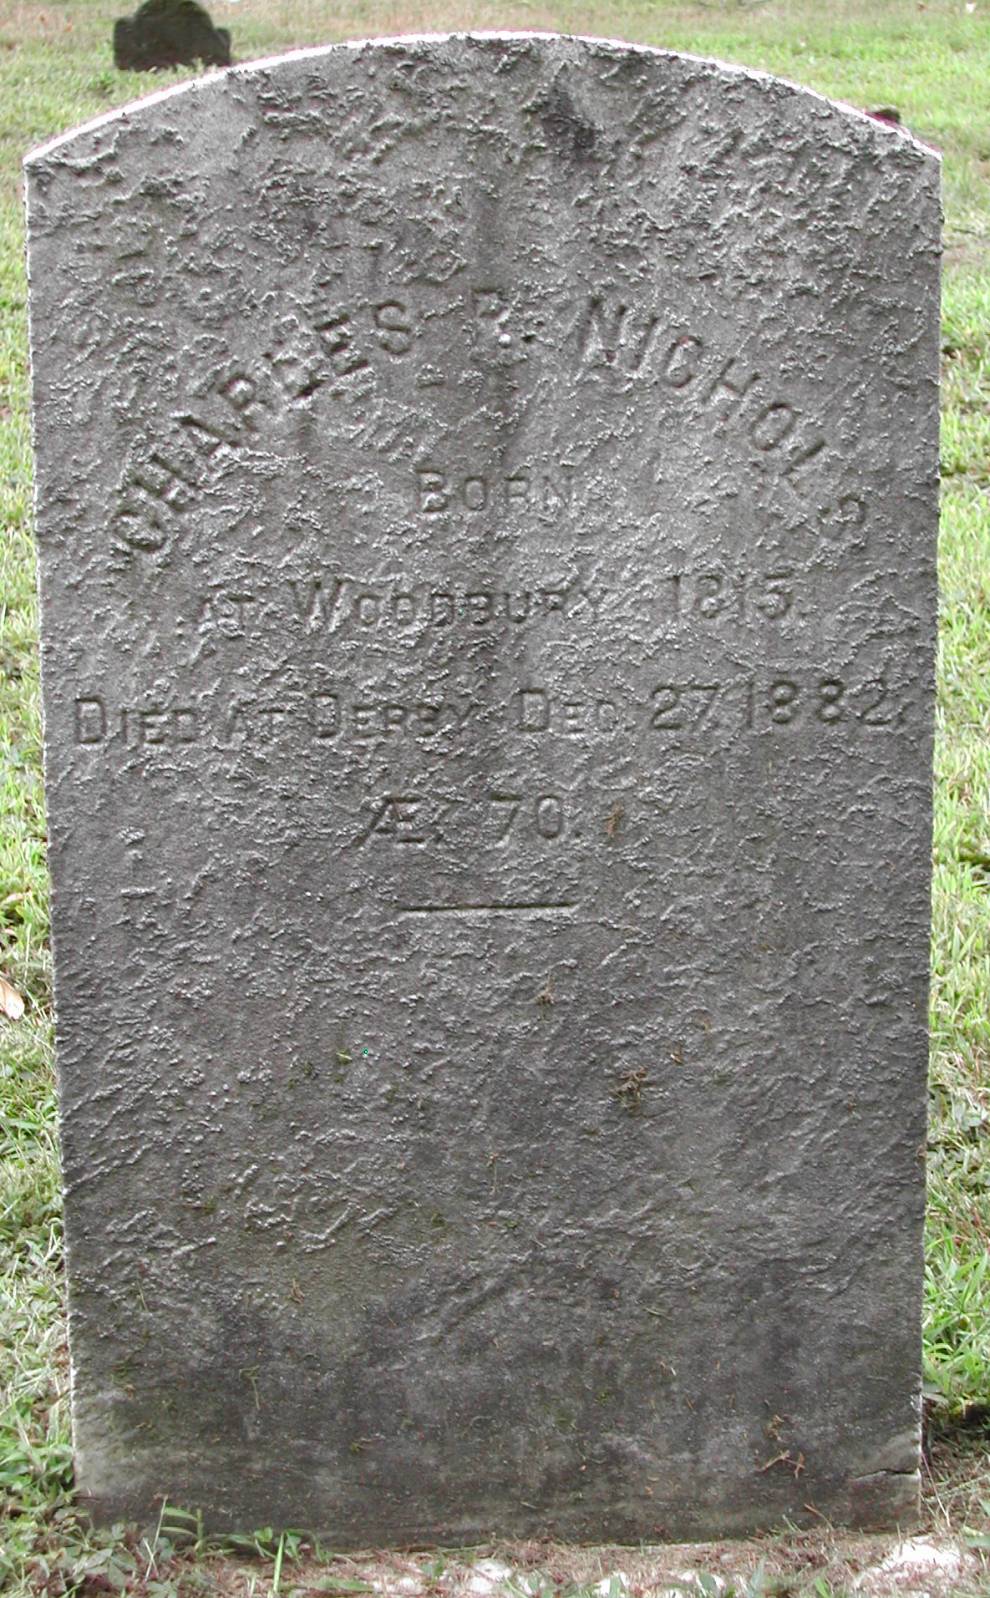 CHARLES P. NICHOLS
BORN
AT WOODBURY 1813.
DIED AT DERBY DEC. 27, 1882.
Æ. 70.